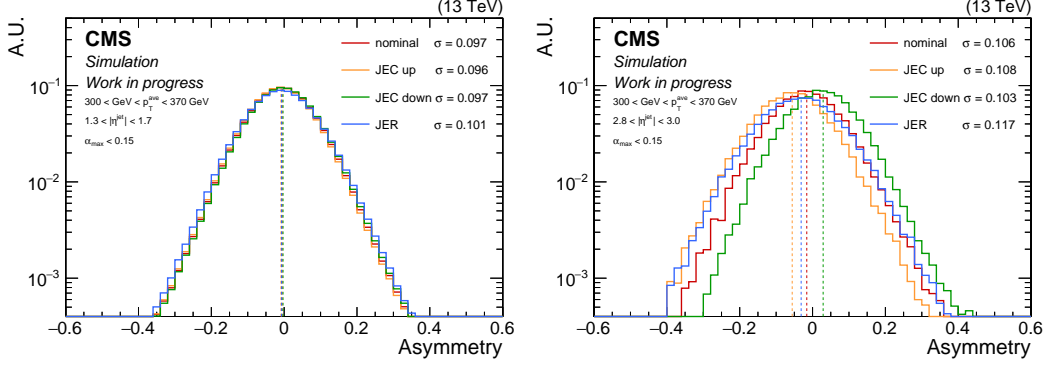 (13 TeV)
A.U.
CMS
Simulation
Work in progress
300 < GeV < p_T^ave < 370 GeV
1.3 < |η^jet| < 1.7
α_max < 0.15
nominal σ = 0.097
JEC up σ = 0.096
JEC down σ = 0.097
JER σ = 0.101
10^−1
10^−2
10^−3
−0.6 −0.4 −0.2 0 0.2 0.4 0.6
Asymmetry
(13 TeV)
A.U.
CMS
Simulation
Work in progress
300 < GeV < p_T^ave < 370 GeV
2.8 < |η^jet| < 3.0
α_max < 0.15
nominal σ = 0.106
JEC up σ = 0.108
JEC down σ = 0.103
JER σ = 0.117
10^−1
10^−2
10^−3
−0.6 −0.4 −0.2 0 0.2 0.4 0.6
Asymmetry